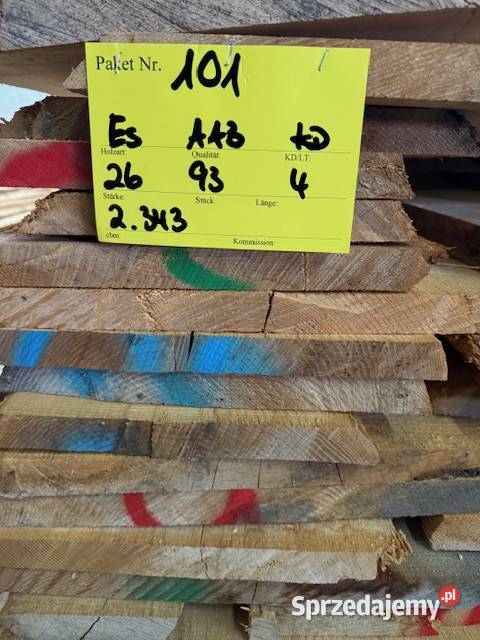 Paket Nr. 101
Es AAB KD
Holzart: Qualität: KD/LT:
26 93 4
Stärke: Stück Länge:
2.343
cbm: Kommission:
Sprzedajemy.pl